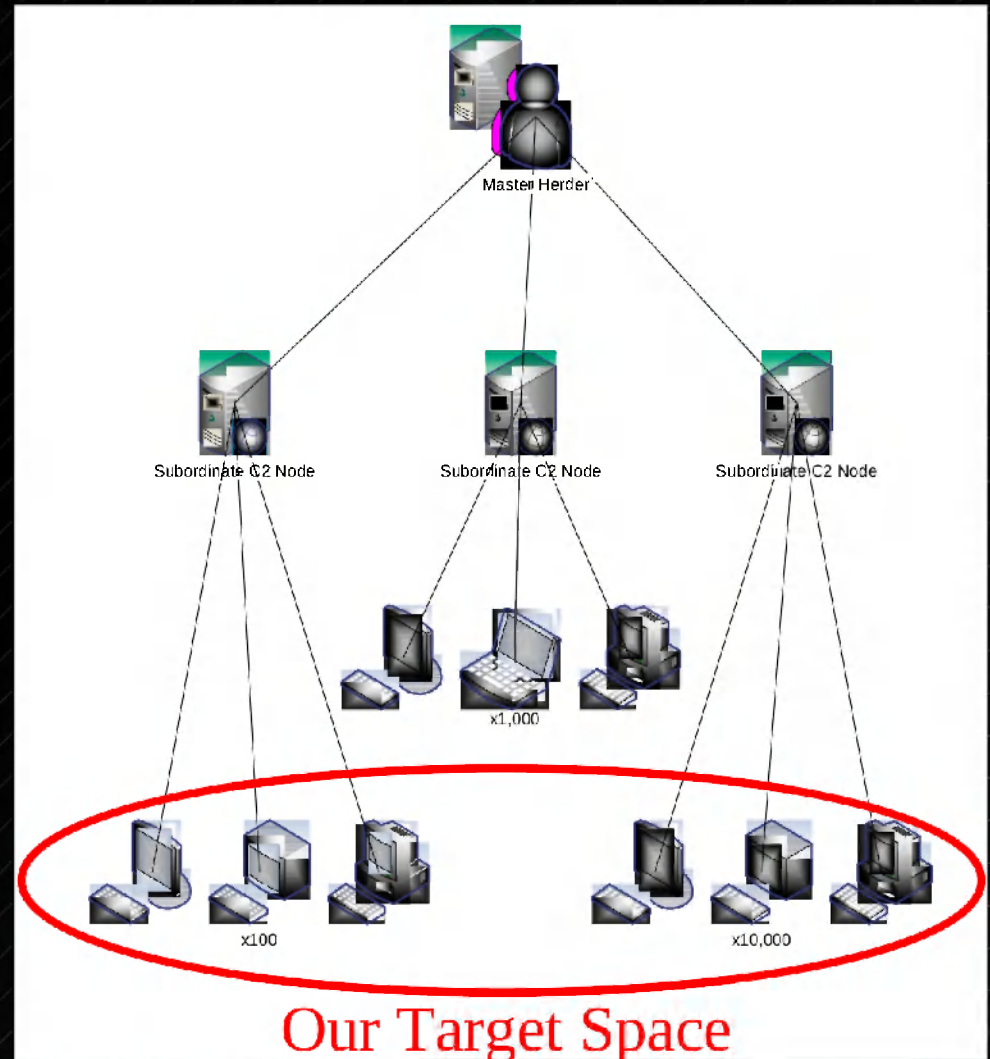 Master Herder
Subordinate C2 Node
Subordinate C2 Node
Subordinate C2 Node
x1,000
x100
x10,000
Our Target Space